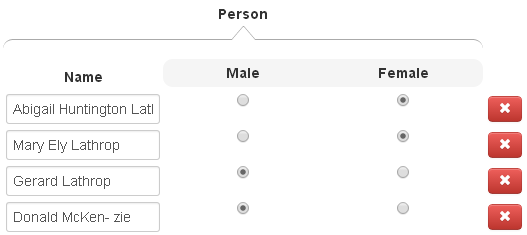 Person
Name Male Female
Abigail Huntington Latl
Mary Ely Lathrop
Gerard Lathrop
Donald McKen- zie